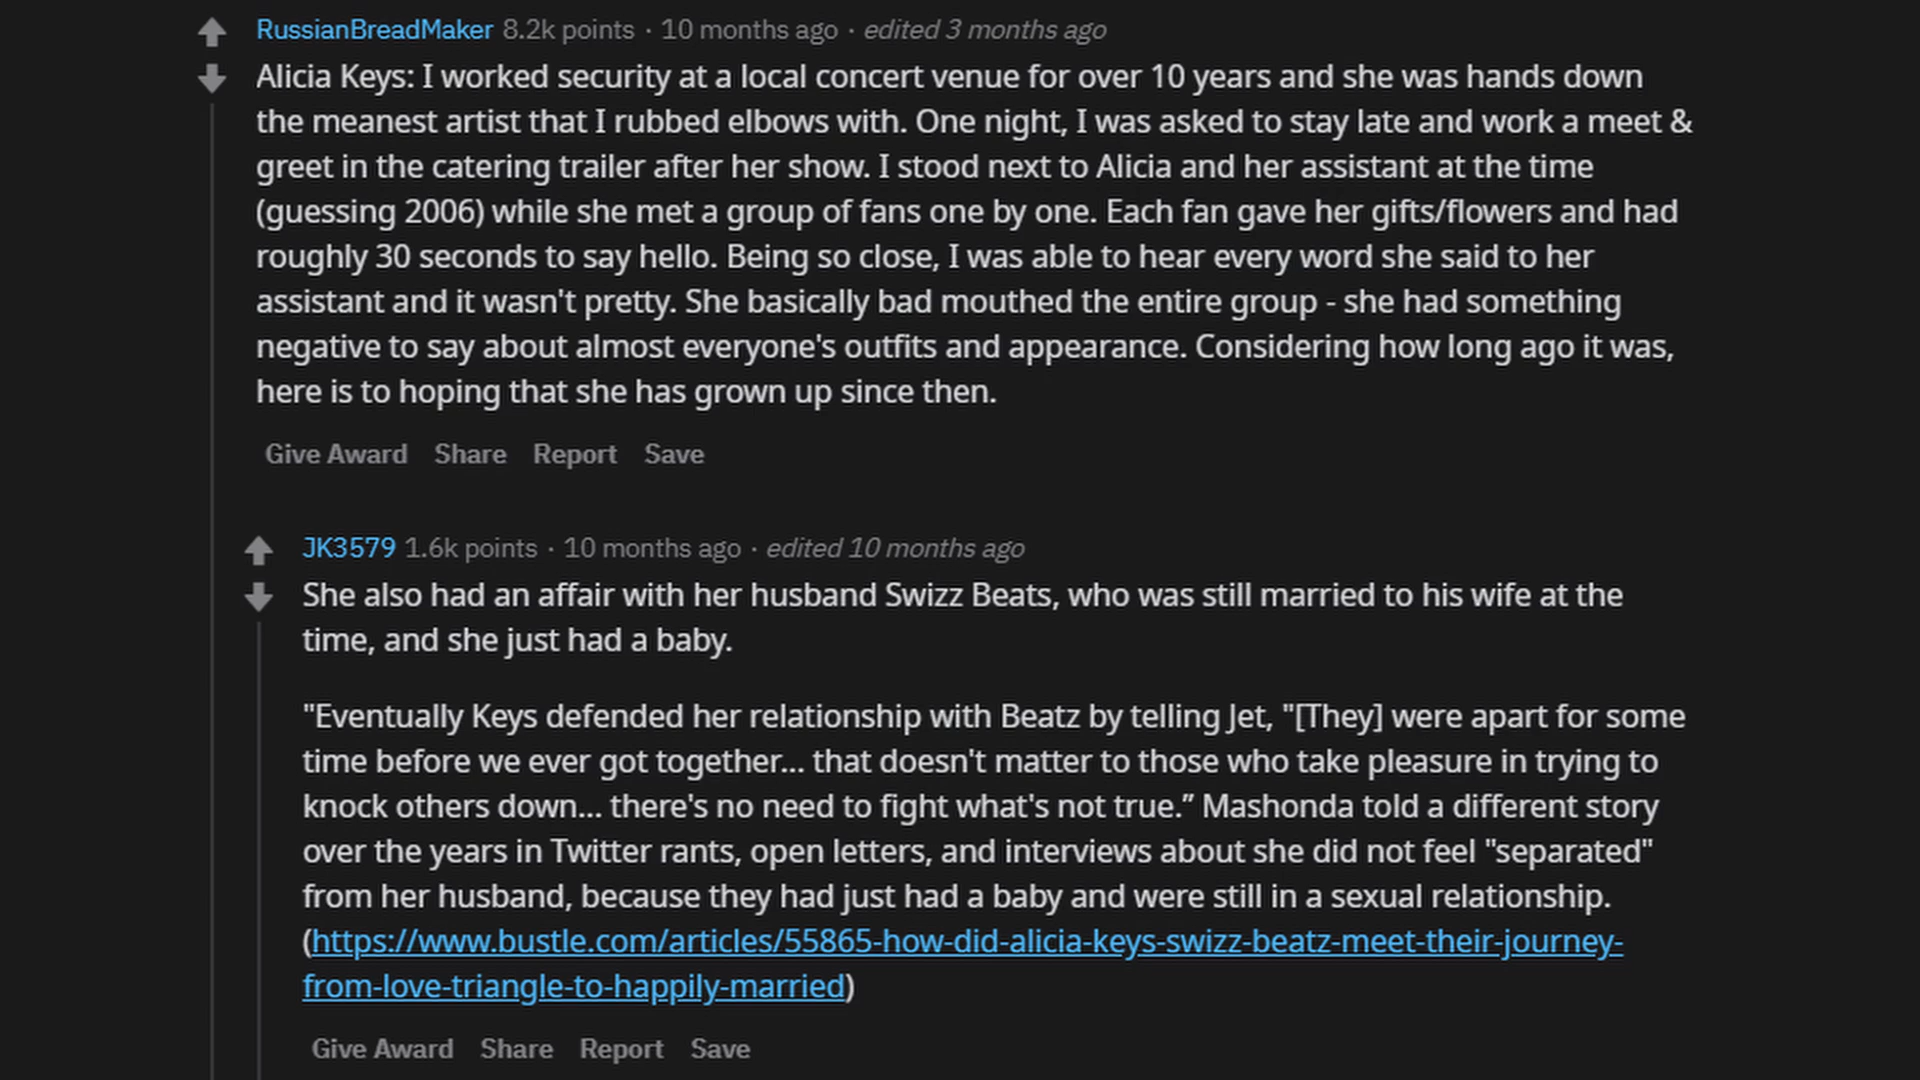 RussianBreadMaker 8.2k points · 10 months ago · edited 3 months ago
Alicia Keys: I worked security at a local concert venue for over 10 years and she was hands down
the meanest artist that I rubbed elbows with. One night, I was asked to stay late and work a meet &
greet in the catering trailer after her show. I stood next to Alicia and her assistant at the time
(guessing 2006) while she met a group of fans one by one. Each fan gave her gifts/flowers and had
roughly 30 seconds to say hello. Being so close, I was able to hear every word she said to her
assistant and it wasn't pretty. She basically bad mouthed the entire group - she had something
negative to say about almost everyone's outfits and appearance. Considering how long ago it was,
here is to hoping that she has grown up since then.
Give Award Share Report Save
JK3579 1.6k points · 10 months ago · edited 10 months ago
She also had an affair with her husband Swizz Beats, who was still married to his wife at the
time, and she just had a baby.
"Eventually Keys defended her relationship with Beatz by telling Jet, "[They] were apart for some
time before we ever got together... that doesn't matter to those who take pleasure in trying to
knock others down... there's no need to fight what's not true.” Mashonda told a different story
over the years in Twitter rants, open letters, and interviews about she did not feel "separated"
from her husband, because they had just had a baby and were still in a sexual relationship.
(https://www.bustle.com/articles/55865-how-did-alicia-keys-swizz-beatz-meet-their-journey-
from-love-triangle-to-happily-married)
Give Award Share Report Save